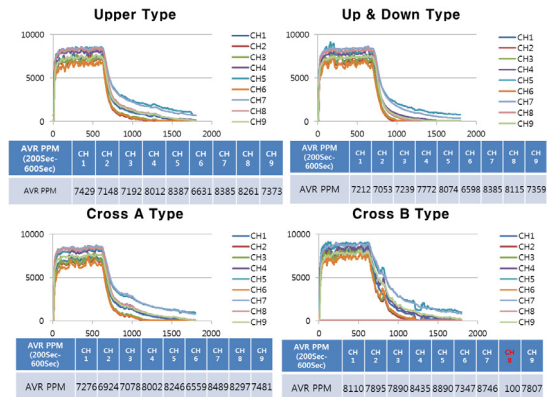 Upper Type
10000
5000
0
0 500 1000 1500 2000
CH1
CH2
CH3
CH4
CH5
CH6
CH7
CH8
CH9
AVR PPM (200Sec-600Sec) CH 1 CH 2 CH 3 CH 4 CH 5 CH 6 CH 7 CH 8 CH 9
AVR PPM 7429 7148 7192 8012 8387 6631 8385 8261 7373
Up & Down Type
10000
5000
0
0 500 1000 1500 2000
CH1
CH2
CH3
CH4
CH5
CH6
CH7
CH8
CH9
AVR PPM (200Sec-600Sec) CH 1 CH 2 CH 3 CH 4 CH 5 CH 6 CH 7 CH 8 CH 9
AVR PPM 7212 7053 7239 7772 8074 6598 8385 8115 7359
Cross A Type
10000
5000
0
0 500 1000 1500 2000
CH1
CH2
CH3
CH4
CH5
CH6
CH7
CH8
CH9
AVR PPM (200Sec-600Sec) CH 1 CH 2 CH 3 CH 4 CH 5 CH 6 CH 7 CH 8 CH 9
AVR PPM 7276 6924 7078 8002 8246 6559 8489 8297 7481
Cross B Type
10000
5000
0
0 500 1000 1500 2000
CH1
CH2
CH3
CH4
CH5
CH6
CH7
CH8
CH9
AVR PPM (200Sec-600Sec) CH 1 CH 2 CH 3 CH 4 CH 5 CH 6 CH 7 CH 8 CH 9
AVR PPM 8110 7895 7890 8435 8890 7347 8746 100 7807